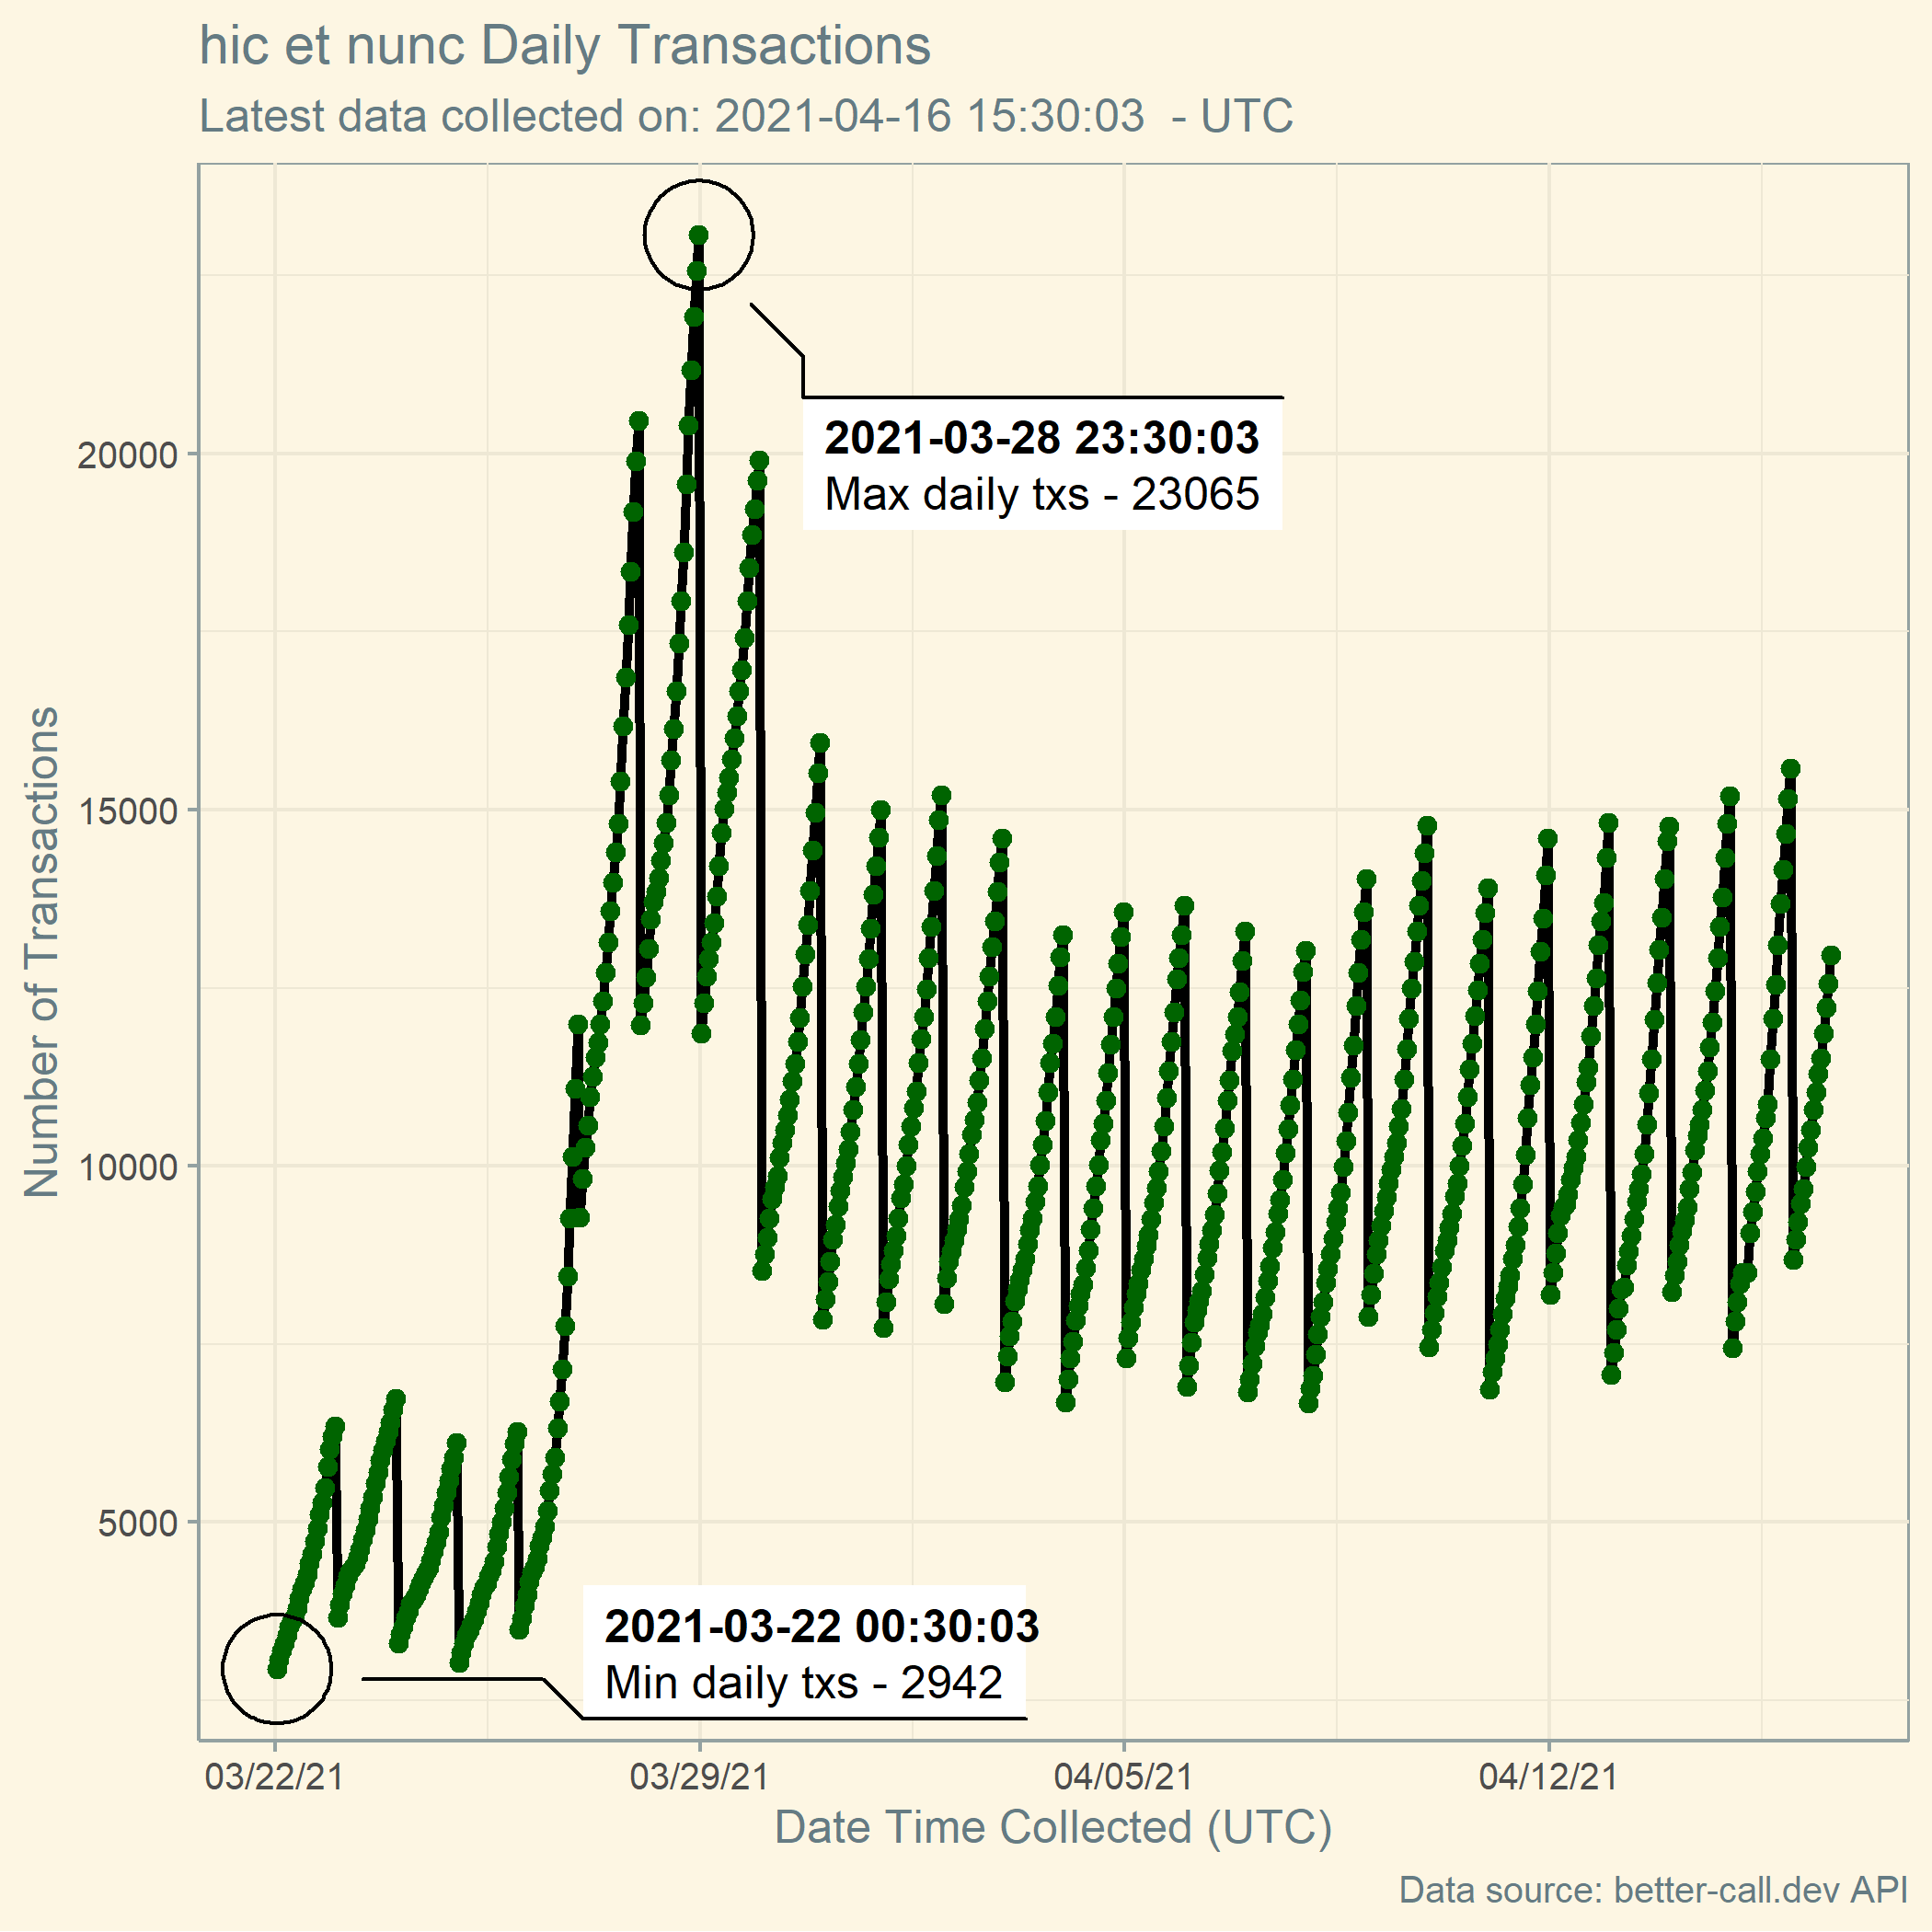 hic et nunc Daily Transactions
Latest data collected on: 2021-04-16 15:30:03  - UTC
Number of Transactions
20000
15000
10000
5000
2021-03-28 23:30:03
Max daily txs - 23065
2021-03-22 00:30:03
Min daily txs - 2942
03/22/21
03/29/21
04/05/21
04/12/21
Date Time Collected (UTC)
Data source: better-call.dev API